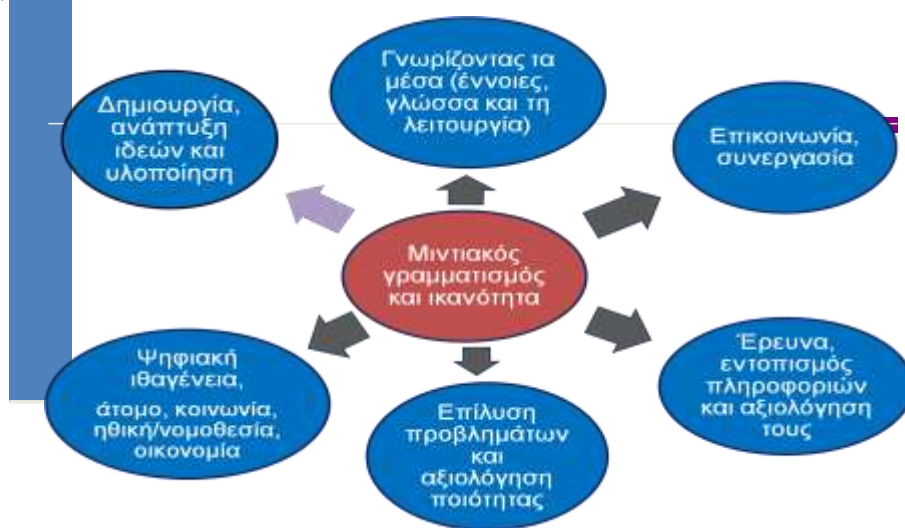 Γνωρίζοντας τα
μέσα (έννοιες,
γλώσσα και τη
λειτουργία)
Δημιουργία,
ανάπτυξη
ιδεών και
υλοποίηση
Επικοινωνία,
συνεργασία
Μιντιακός
γραμματισμός
και ικανότητα
Ψηφιακή
ιθαγένεια,
άτομο, κοινωνία,
ηθική/νομοθεσία,
οικονομία
Επίλυση
προβλημάτων
και
αξιολόγηση
ποιότητας
Έρευνα,
εντοπισμός
πληροφοριών
και αξιολόγηση
τους